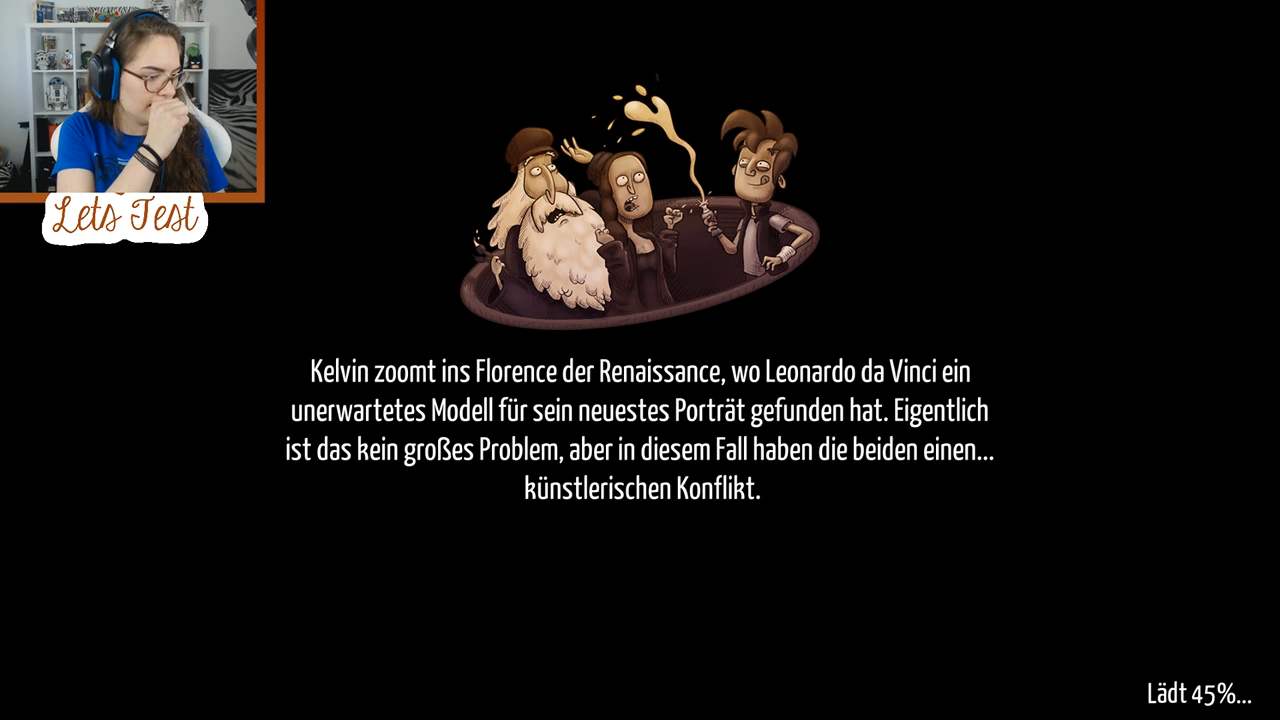 Lets Test
Kelvin zoomt ins Florence der Renaissance, wo Leonardo da Vinci ein
unerwartetes Modell für sein neuestes Porträt gefunden hat. Eigentlich
ist das kein großes Problem, aber in diesem Fall haben die beiden einen...
künstlerischen Konflikt.
Lädt 45%...